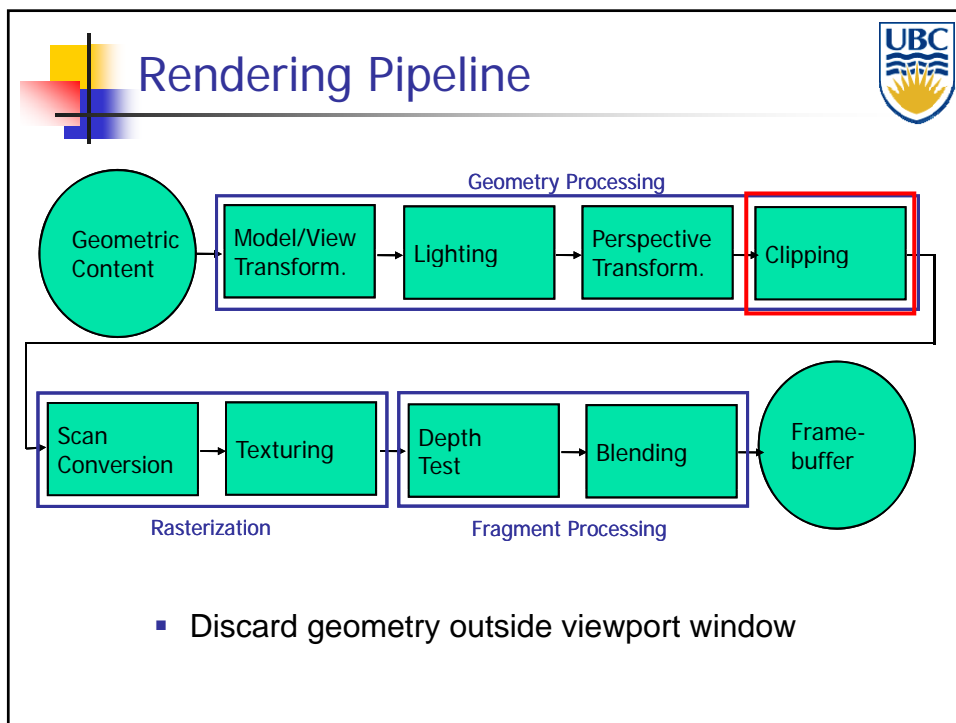 Rendering Pipeline
UBC
Geometry Processing
Geometric
Content
Model/View
Transform.
Lighting
Perspective
Transform.
Clipping
Scan
Conversion
Texturing
Depth
Test
Blending
Frame-
buffer
Rasterization
Fragment Processing
▪ Discard geometry outside viewport window